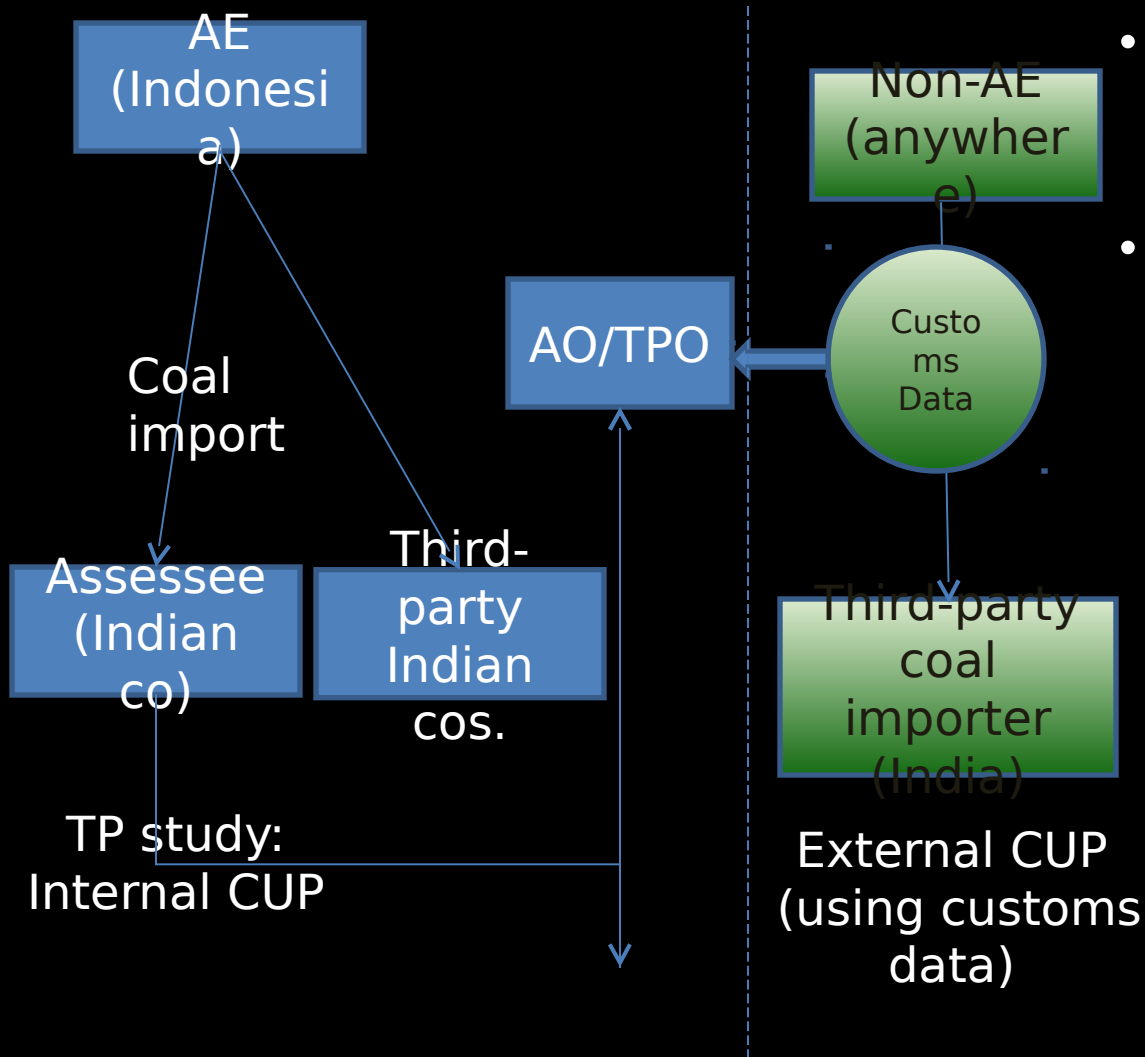 AE
(Indonesi
a)
Non-AE
(anywher
e)
AO/TPO
Custo
ms
Data
Coal
import
Assessee
(Indian
co)
Third-
party
Indian
cos.
Third-party
coal
importer
(India)
TP study:
Internal CUP
External CUP
(using customs
data)